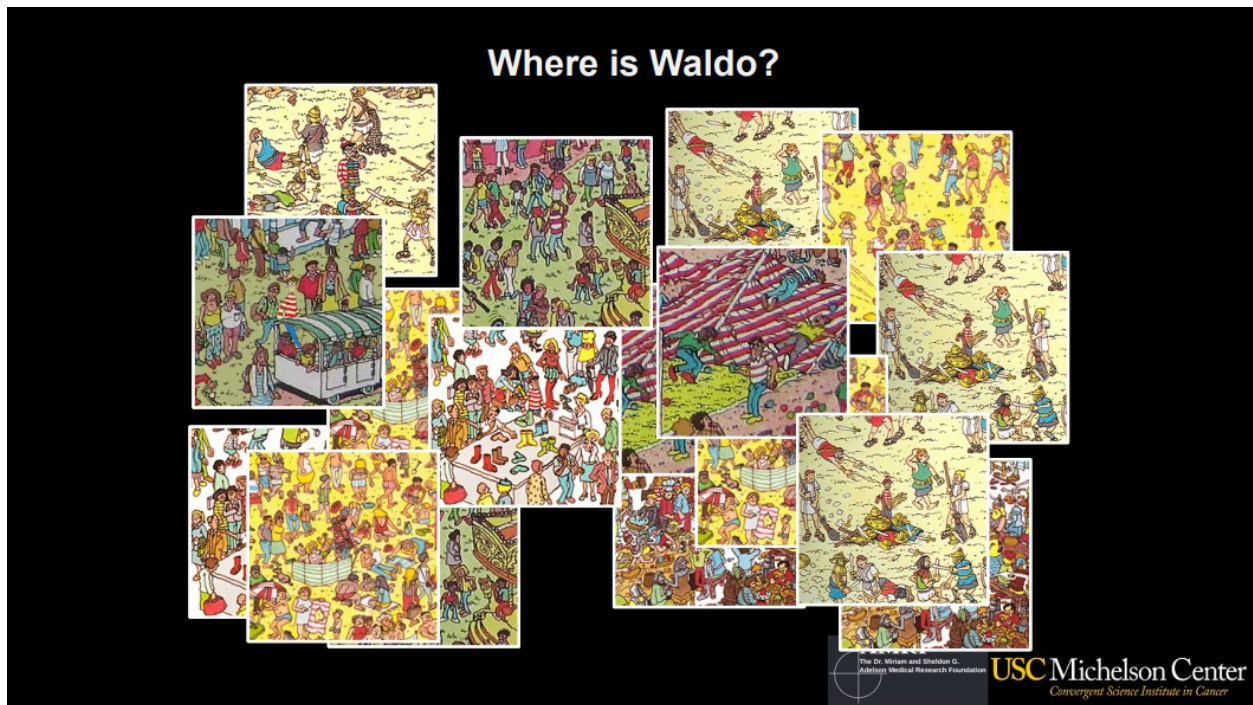 Where is Waldo?
The Dr. Miriam and Sheldon G.
Adelson Medical Research Foundation
USC Michelson Center
Convergent Science Institute in Cancer